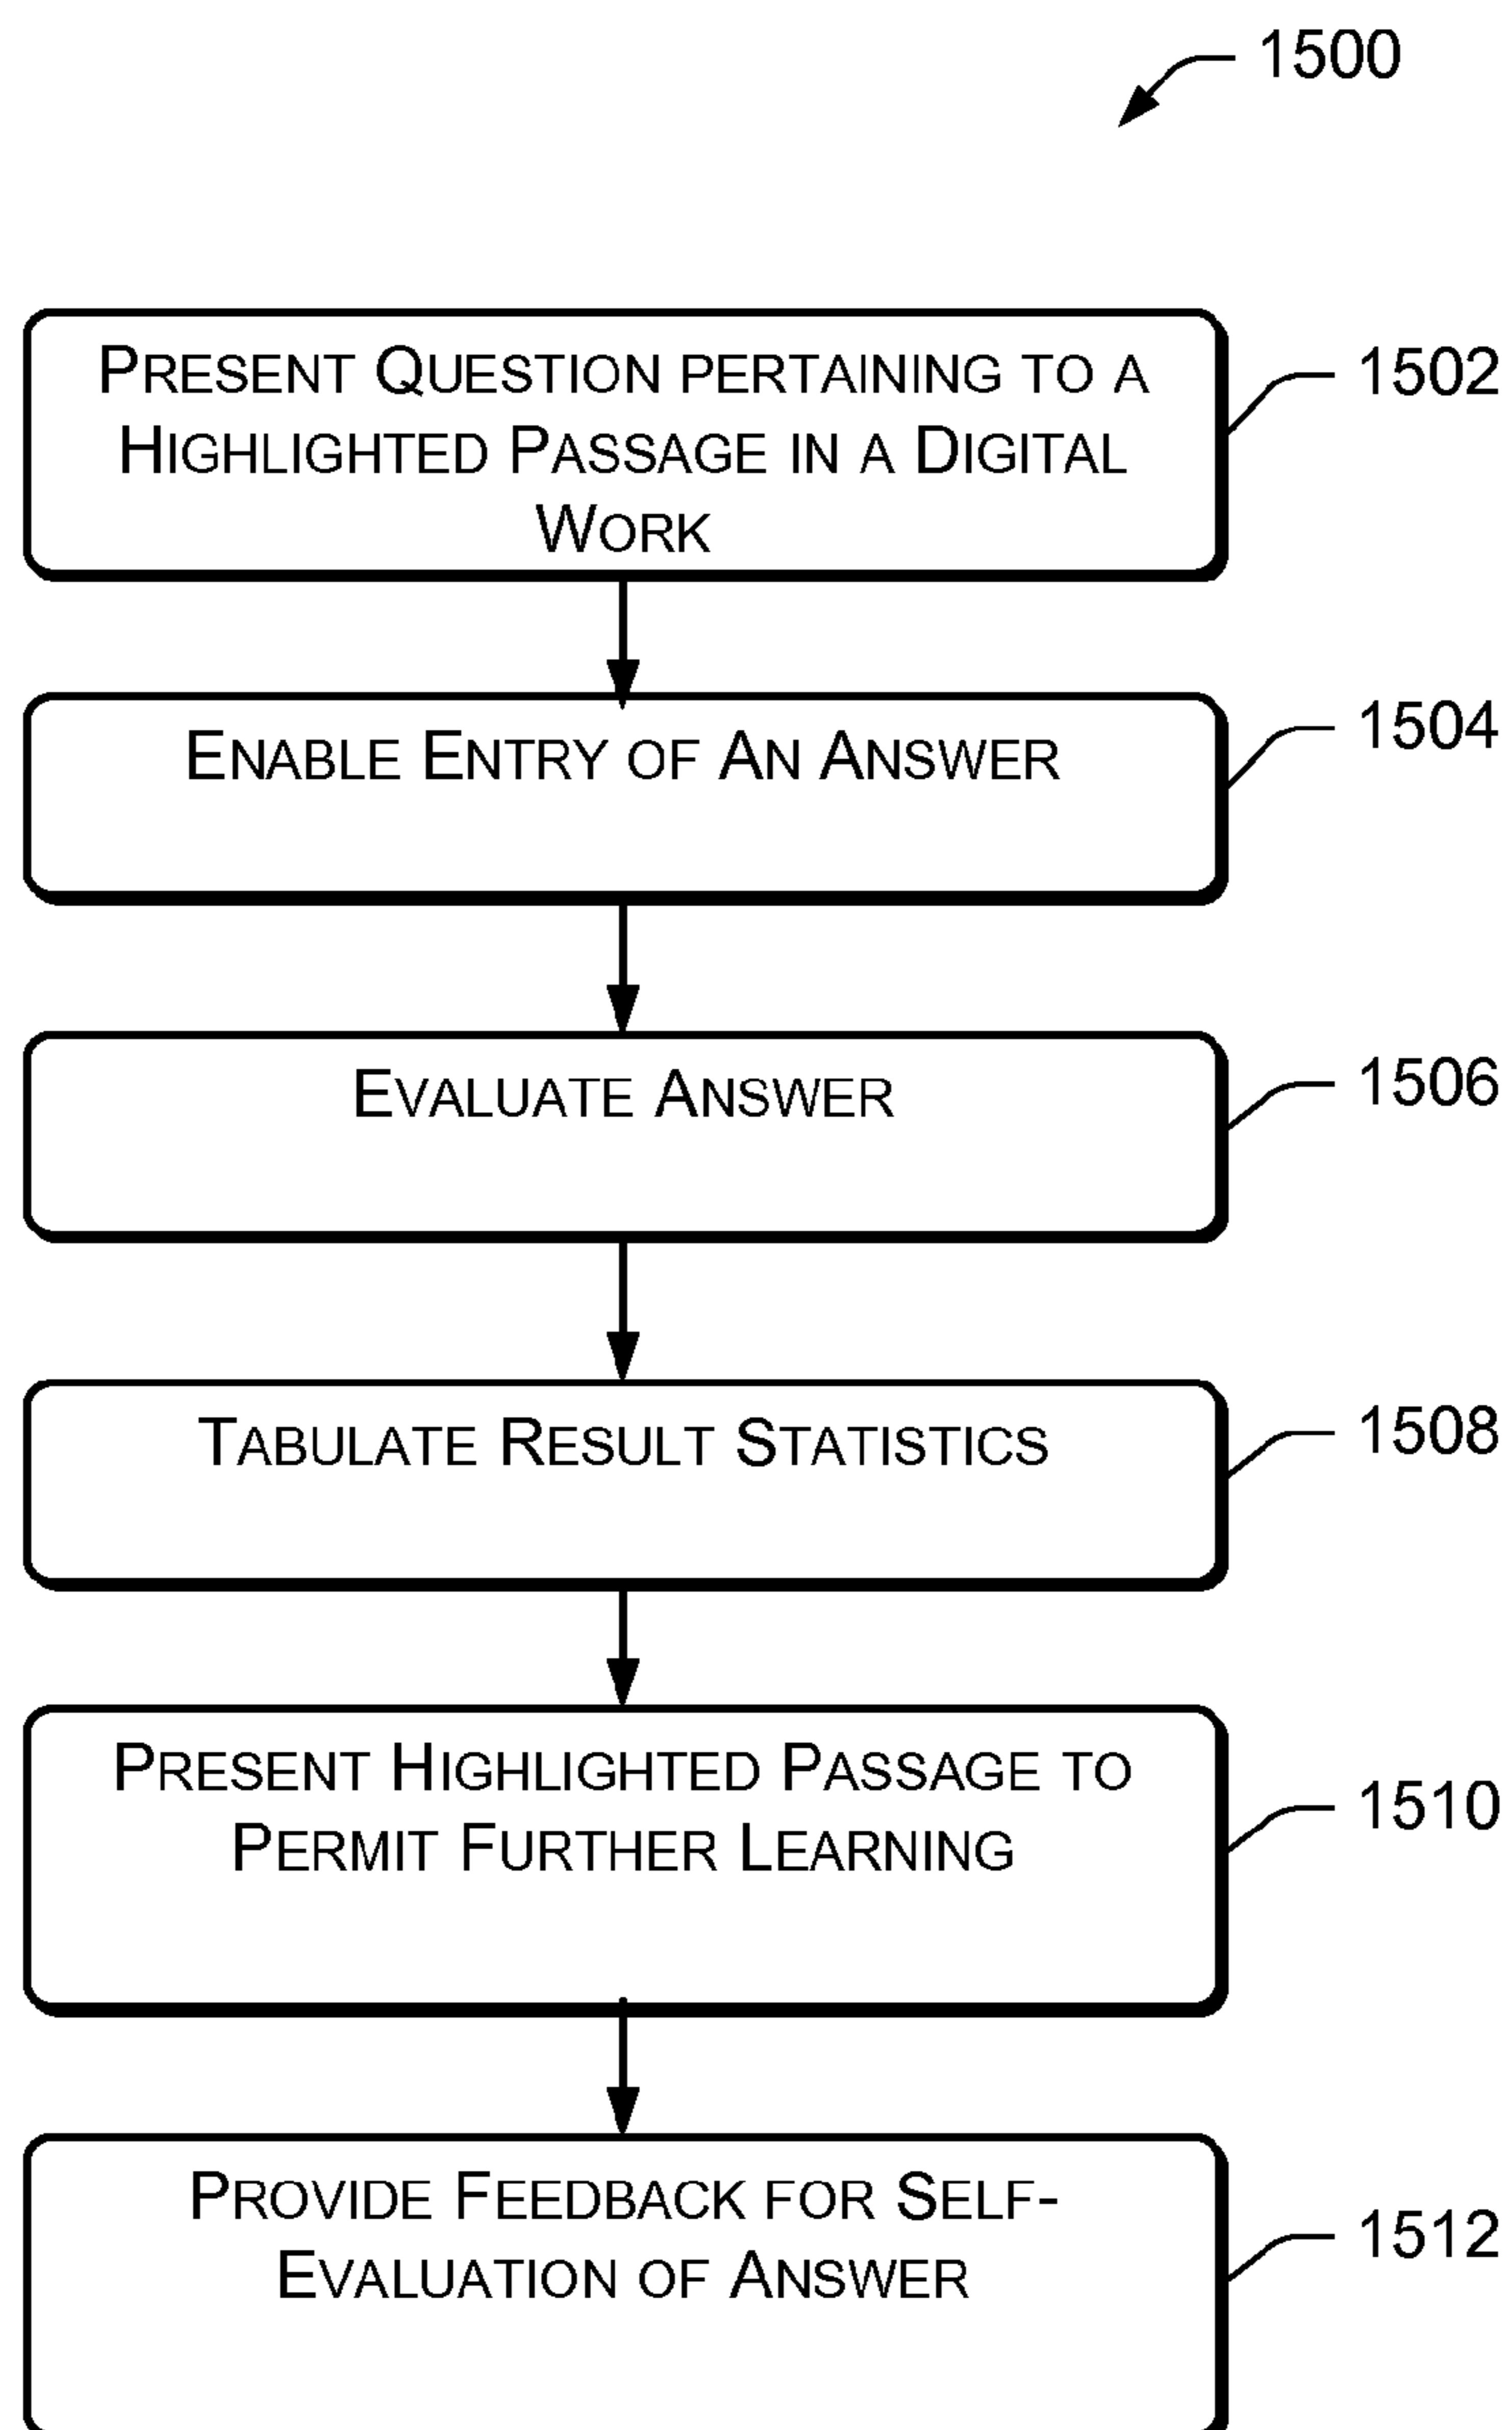 1500
PRESENT QUESTION PERTAINING TO A
HIGHLIGHTED PASSAGE IN A DIGITAL
WORK
1502
ENABLE ENTRY OF AN ANSWER
1504
EVALUATE ANSWER
1506
TABULATE RESULT STATISTICS
1508
PRESENT HIGHLIGHTED PASSAGE TO
PERMIT FURTHER LEARNING
1510
PROVIDE FEEDBACK FOR SELF-
EVALUATION OF ANSWER
1512